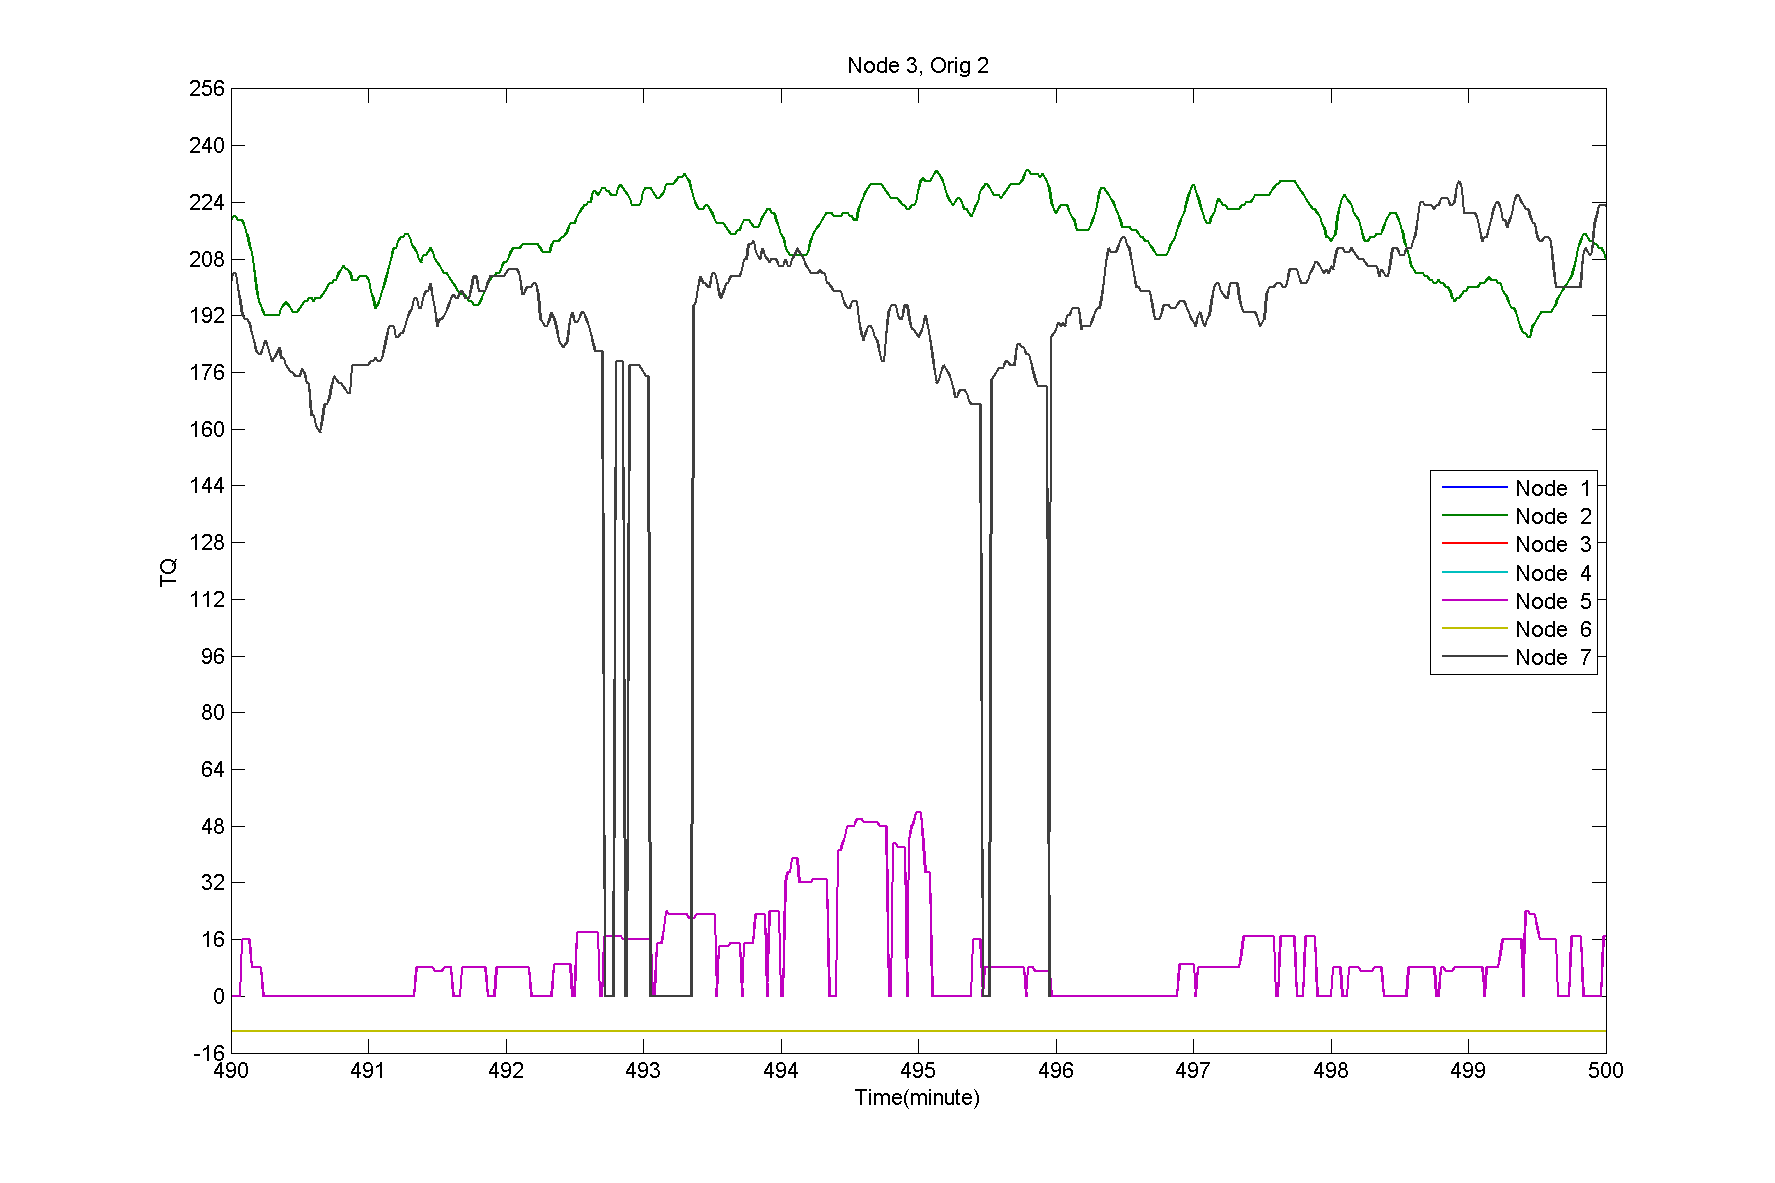 Node 3, Orig 2
256
240
224
208
192
176
160
144
128
112
96
80
64
48
32
16
0
-16
TQ
490 491 492 493 494 495 496 497 498 499 500
Time(minute)
Node 1
Node 2
Node 3
Node 4
Node 5
Node 6
Node 7